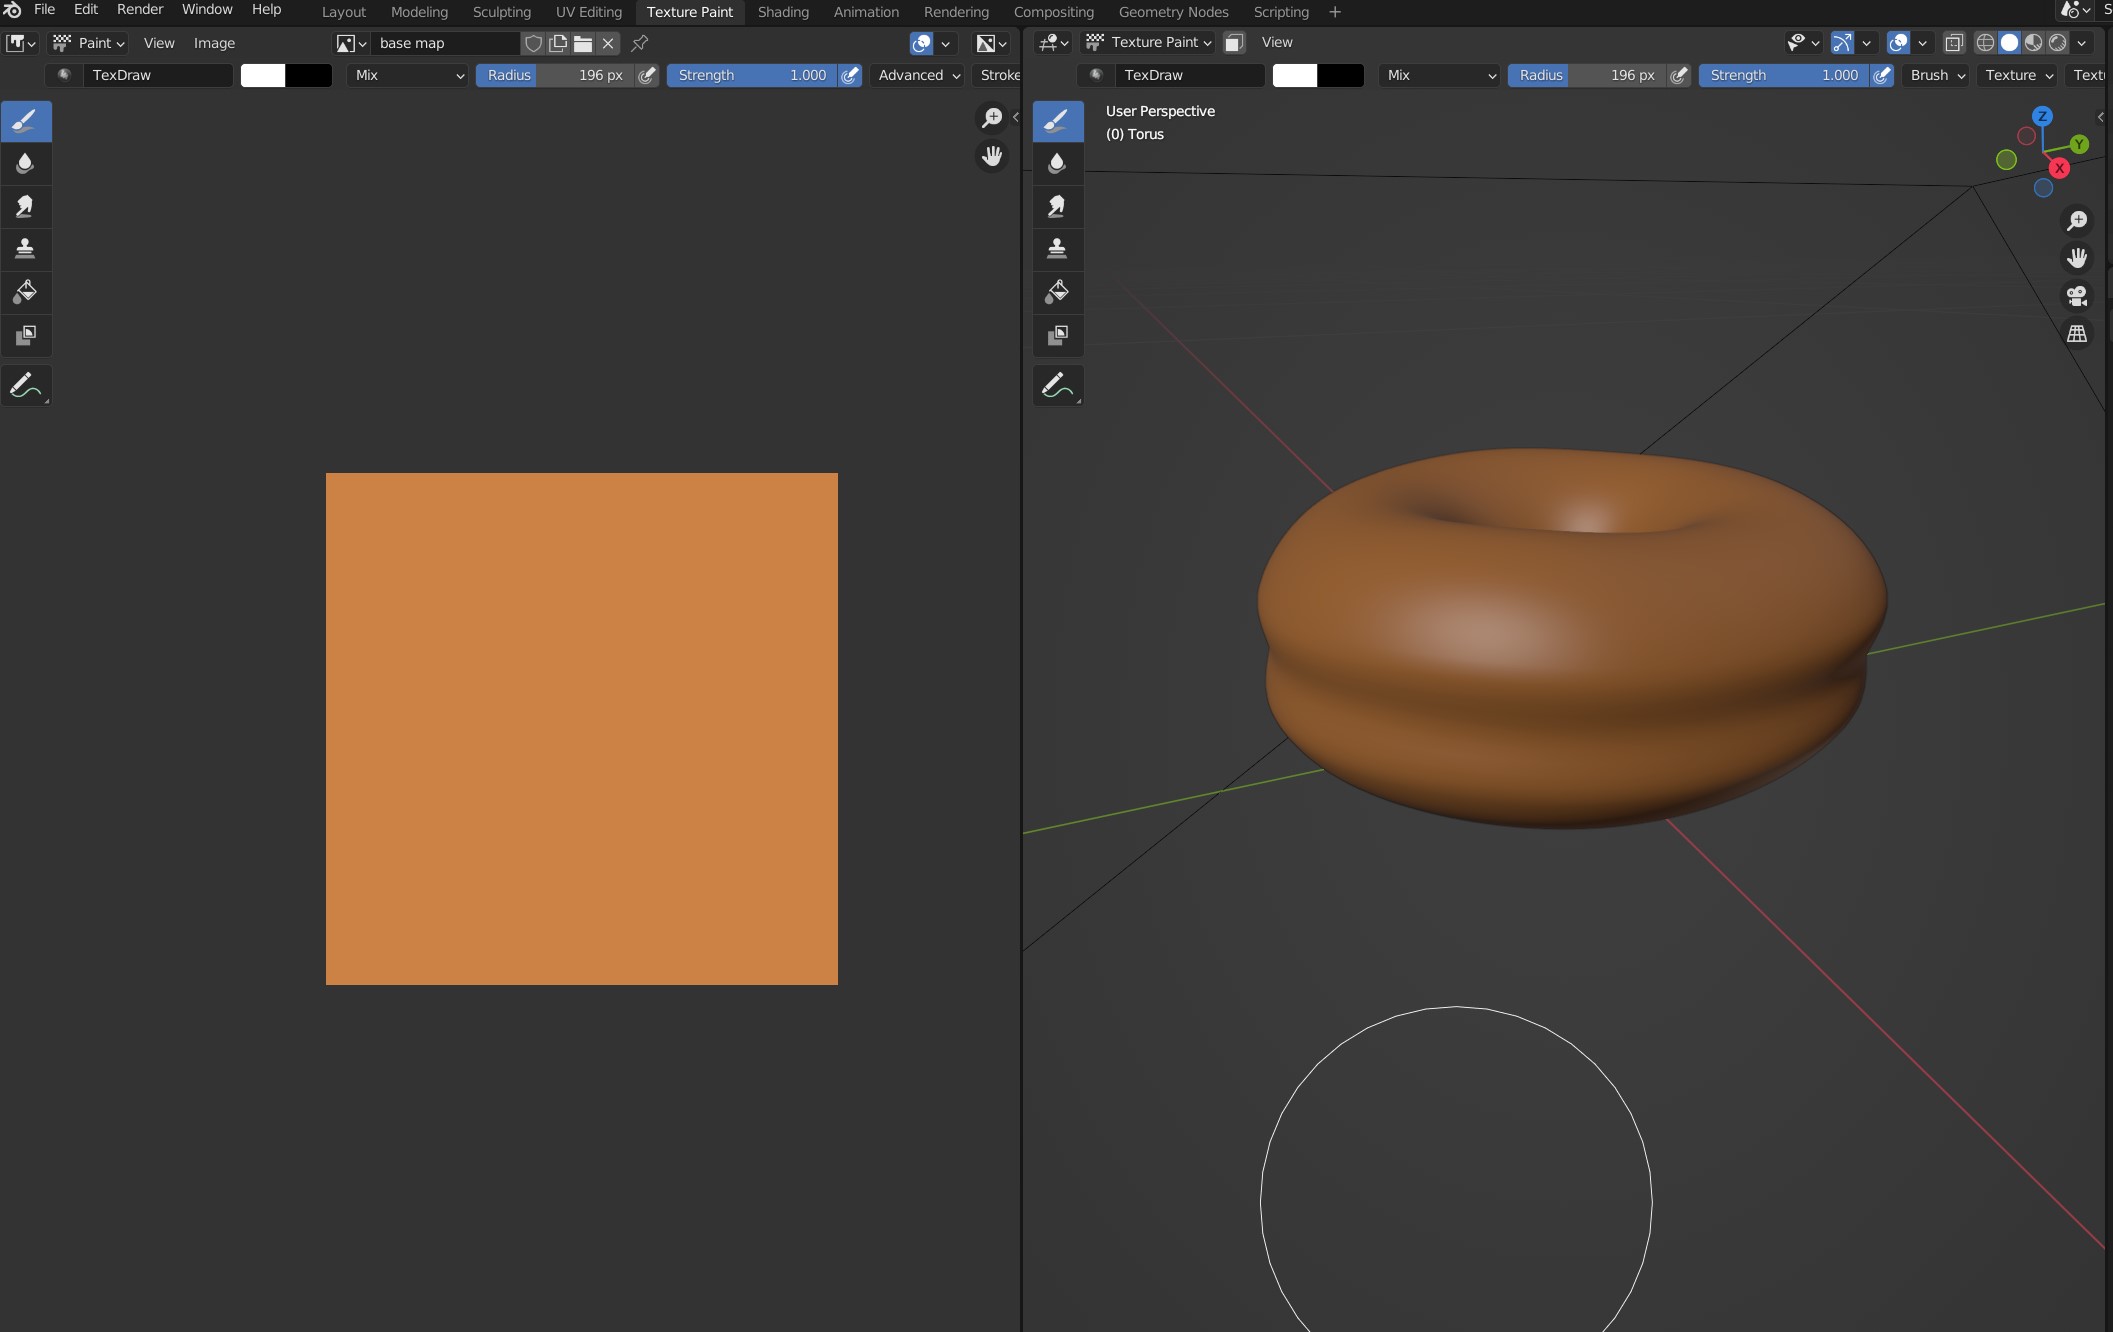 File Edit Render Window Help Layout Modeling Sculpting UV Editing Texture Paint Shading Animation Rendering Compositing Geometry Nodes Scripting + S
Paint View Image base map Texture Paint View
TexDraw Mix Radius 196 px Strength 1.000 Advanced Stroke TexDraw Mix Radius 196 px Strength 1.000 Brush Texture Text
User Perspective
(0) Torus
Z
Y
X